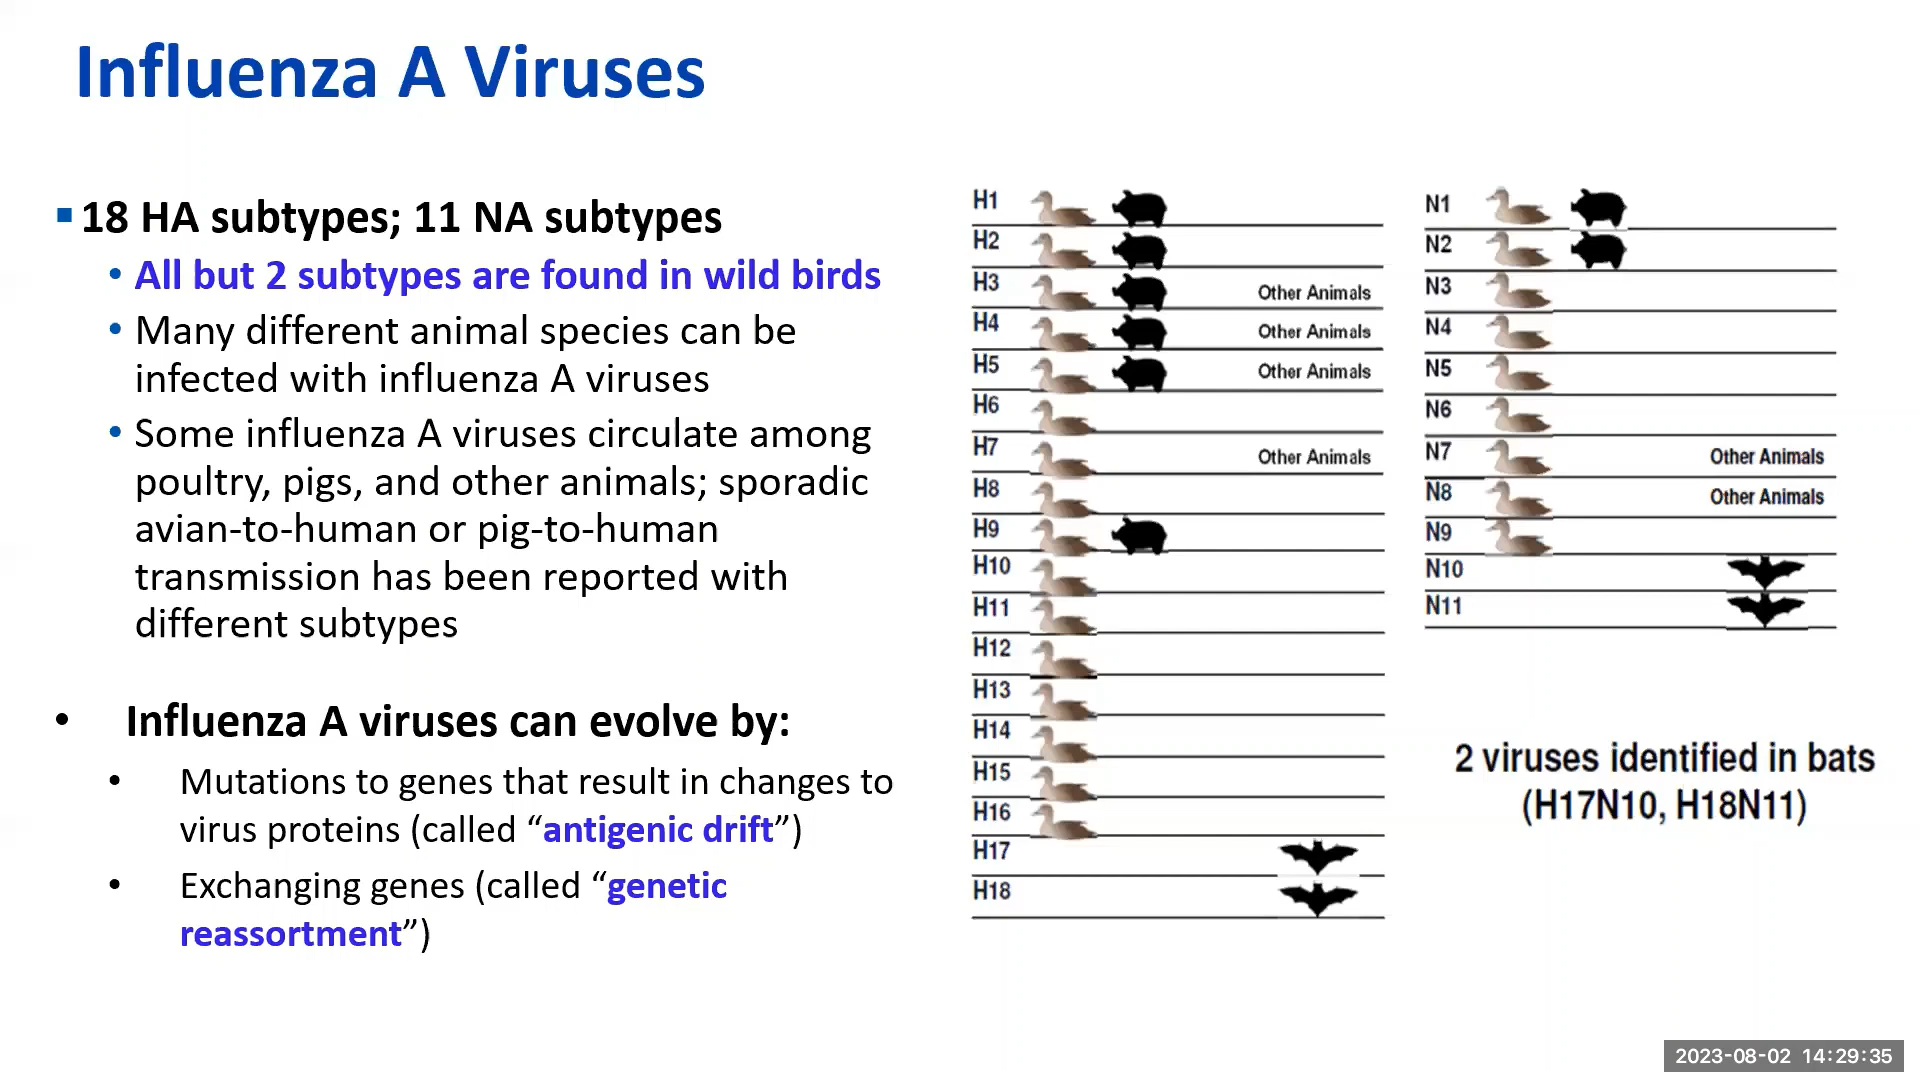 Influenza A Viruses
18 HA subtypes; 11 NA subtypes
All but 2 subtypes are found in wild birds
Many different animal species can be
infected with influenza A viruses
Some influenza A viruses circulate among
poultry, pigs, and other animals; sporadic
avian-to-human or pig-to-human
transmission has been reported with
different subtypes
Influenza A viruses can evolve by:
Mutations to genes that result in changes to
virus proteins (called “antigenic drift”)
Exchanging genes (called “genetic
reassortment”)
H1
H2
H3 Other Animals
H4 Other Animals
H5 Other Animals
H6
H7 Other Animals
H8
H9
H10
H11
H12
H13
H14
H15
H16
H17
H18
N1
N2
N3
N4
N5
N6
N7 Other Animals
N8 Other Animals
N9
N10
N11
2 viruses identified in bats
(H17N10, H18N11)
2023-08-02 14:29:35